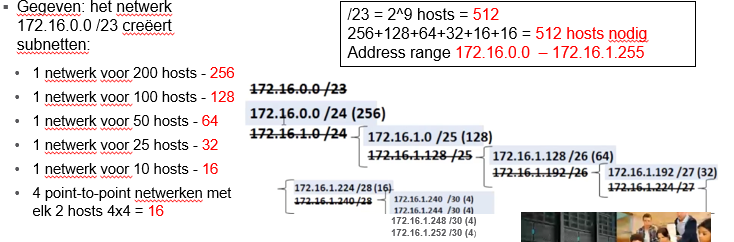 Gegeven: het netwerk
172.16.0.0 /23 creëert
subnetten:
1 netwerk voor 200 hosts - 256
1 netwerk voor 100 hosts - 128
1 netwerk voor 50 hosts - 64
1 netwerk voor 25 hosts - 32
1 netwerk voor 10 hosts - 16
4 point-to-point netwerken met
elk 2 hosts 4x4 = 16
/23 = 2^9 hosts = 512
256+128+64+32+16+16 = 512 hosts nodig
Address range 172.16.0.0 – 172.16.1.255
172.16.0.0 /23
172.16.0.0 /24 (256)
172.16.1.0 /24
172.16.1.0 /25 (128)
172.16.1.128 /25
172.16.1.128 /26 (64)
172.16.1.192 /26
172.16.1.192 /27 (32)
172.16.1.224 /27
172.16.1.224 /28 (16)
172.16.1.240 /28
172.16.1.240 /30 (4)
172.16.1.244 /30 (4)
172.16.1.248 /30 (4)
172.16.1.252 /30 (4)